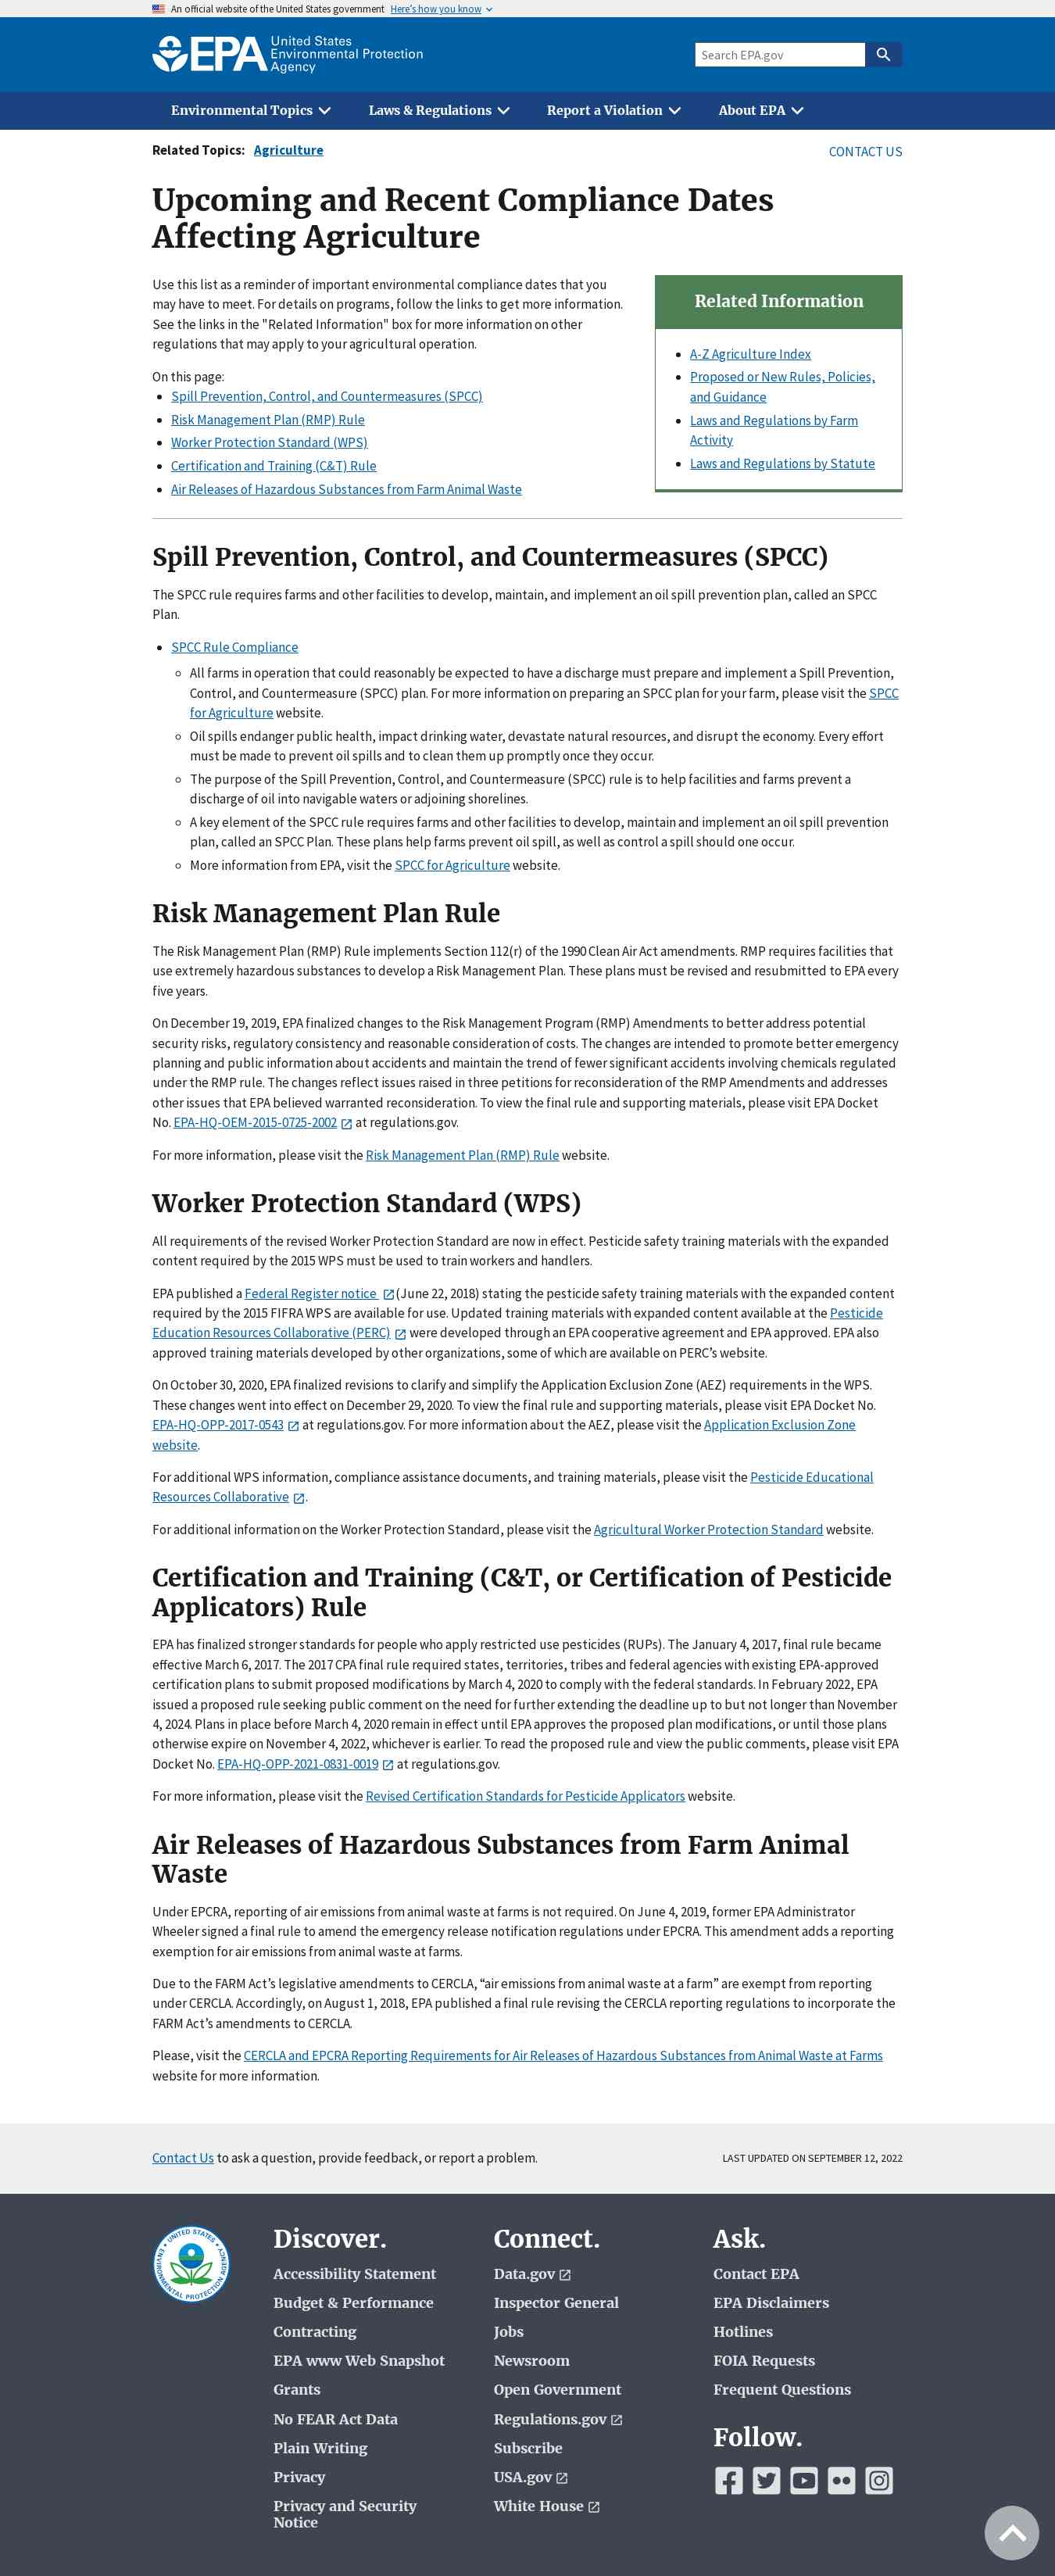 An official website of the United States government Here's how you know
EPA United States
Environmental Protection
Agency
Search EPA.gov
Environmental Topics Laws & Regulations Report a Violation About EPA
Related Topics: Agriculture CONTACT US
Upcoming and Recent Compliance Dates
Affecting Agriculture
Use this list as a reminder of important environmental compliance dates that you
may have to meet. For details on programs, follow the links to get more information.
See the links in the "Related Information" box for more information on other
regulations that may apply to your agricultural operation.
On this page:
Spill Prevention, Control, and Countermeasures (SPCC)
Risk Management Plan (RMP) Rule
Worker Protection Standard (WPS)
Certification and Training (C&T) Rule
Air Releases of Hazardous Substances from Farm Animal Waste
Related Information
A-Z Agriculture Index
Proposed or New Rules, Policies,
and Guidance
Laws and Regulations by Farm
Activity
Laws and Regulations by Statute
Spill Prevention, Control, and Countermeasures (SPCC)
The SPCC rule requires farms and other facilities to develop, maintain, and implement an oil spill prevention plan, called an SPCC
Plan.
SPCC Rule Compliance
All farms in operation that could reasonably be expected to have a discharge must prepare and implement a Spill Prevention,
Control, and Countermeasure (SPCC) plan. For more information on preparing an SPCC plan for your farm, please visit the SPCC
for Agriculture website.
Oil spills endanger public health, impact drinking water, devastate natural resources, and disrupt the economy. Every effort
must be made to prevent oil spills and to clean them up promptly once they occur.
The purpose of the Spill Prevention, Control, and Countermeasure (SPCC) rule is to help facilities and farms prevent a
discharge of oil into navigable waters or adjoining shorelines.
A key element of the SPCC rule requires farms and other facilities to develop, maintain and implement an oil spill prevention
plan, called an SPCC Plan. These plans help farms prevent oil spill, as well as control a spill should one occur.
More information from EPA, visit the SPCC for Agriculture website.
Risk Management Plan Rule
The Risk Management Plan (RMP) Rule implements Section 112(r) of the 1990 Clean Air Act amendments. RMP requires facilities that
use extremely hazardous substances to develop a Risk Management Plan. These plans must be revised and resubmitted to EPA every
five years.
On December 19, 2019, EPA finalized changes to the Risk Management Program (RMP) Amendments to better address potential
security risks, regulatory consistency and reasonable consideration of costs. The changes are intended to promote better emergency
planning and public information about accidents and maintain the trend of fewer significant accidents involving chemicals regulated
under the RMP rule. The changes reflect issues raised in three petitions for reconsideration of the RMP Amendments and addresses
other issues that EPA believed warranted reconsideration. To view the final rule and supporting materials, please visit EPA Docket
No. EPA-HQ-OEM-2015-0725-2002 at regulations.gov.
For more information, please visit the Risk Management Plan (RMP) Rule website.
Worker Protection Standard (WPS)
All requirements of the revised Worker Protection Standard are now in effect. Pesticide safety training materials with the expanded
content required by the 2015 WPS must be used to train workers and handlers.
EPA published a Federal Register notice (June 22, 2018) stating the pesticide safety training materials with the expanded content
required by the 2015 FIFRA WPS are available for use. Updated training materials with expanded content available at the Pesticide
Education Resources Collaborative (PERC) were developed through an EPA cooperative agreement and EPA approved. EPA also
approved training materials developed by other organizations, some of which are available on PERC’s website.
On October 30, 2020, EPA finalized revisions to clarify and simplify the Application Exclusion Zone (AEZ) requirements in the WPS.
These changes went into effect on December 29, 2020. To view the final rule and supporting materials, please visit EPA Docket No.
EPA-HQ-OPP-2017-0543 at regulations.gov. For more information about the AEZ, please visit the Application Exclusion Zone
website.
For additional WPS information, compliance assistance documents, and training materials, please visit the Pesticide Educational
Resources Collaborative .
For additional information on the Worker Protection Standard, please visit the Agricultural Worker Protection Standard website.
Certification and Training (C&T, or Certification of Pesticide
Applicators) Rule
EPA has finalized stronger standards for people who apply restricted use pesticides (RUPs). The January 4, 2017, final rule became
effective March 6, 2017. The 2017 CPA final rule required states, territories, tribes and federal agencies with existing EPA-approved
certification plans to submit proposed modifications by March 4, 2020 to comply with the federal standards. In February 2022, EPA
issued a proposed rule seeking public comment on the need for further extending the deadline up to but not longer than November
4, 2024. Plans in place before March 4, 2020 remain in effect until EPA approves the proposed plan modifications, or until those plans
otherwise expire on November 4, 2022, whichever is earlier. To read the proposed rule and view the public comments, please visit EPA
Docket No. EPA-HQ-OPP-2021-0831-0019 at regulations.gov.
For more information, please visit the Revised Certification Standards for Pesticide Applicators website.
Air Releases of Hazardous Substances from Farm Animal
Waste
Under EPCRA, reporting of air emissions from animal waste at farms is not required. On June 4, 2019, former EPA Administrator
Wheeler signed a final rule to amend the emergency release notification regulations under EPCRA. This amendment adds a reporting
exemption for air emissions from animal waste at farms.
Due to the FARM Act’s legislative amendments to CERCLA, “air emissions from animal waste at a farm” are exempt from reporting
under CERCLA. Accordingly, on August 1, 2018, EPA published a final rule revising the CERCLA reporting regulations to incorporate the
FARM Act’s amendments to CERCLA.
Please, visit the CERCLA and EPCRA Reporting Requirements for Air Releases of Hazardous Substances from Animal Waste at Farms
website for more information.
Contact Us to ask a question, provide feedback, or report a problem. LAST UPDATED ON SEPTEMBER 12, 2022
UNITED STATES ENVIRONMENTAL PROTECTION AGENCY
Discover.
Accessibility Statement
Budget & Performance
Contracting
EPA www Web Snapshot
Grants
No FEAR Act Data
Plain Writing
Privacy
Privacy and Security
Notice
Connect.
Data.gov
Inspector General
Jobs
Newsroom
Open Government
Regulations.gov
Subscribe
USA.gov
White House
Ask.
Contact EPA
EPA Disclaimers
Hotlines
FOIA Requests
Frequent Questions
Follow.